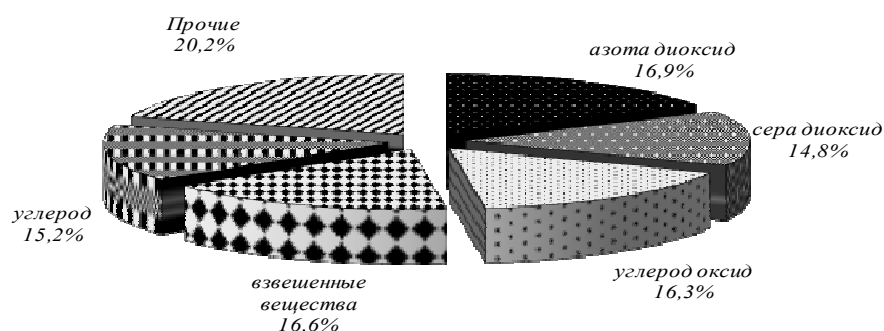 Прочие
20,2%
азота диоксид
16,9%
сера диоксид
14,8%
углерод
15,2%
углерод оксид
16,3%
взвешенные
вещества
16,6%